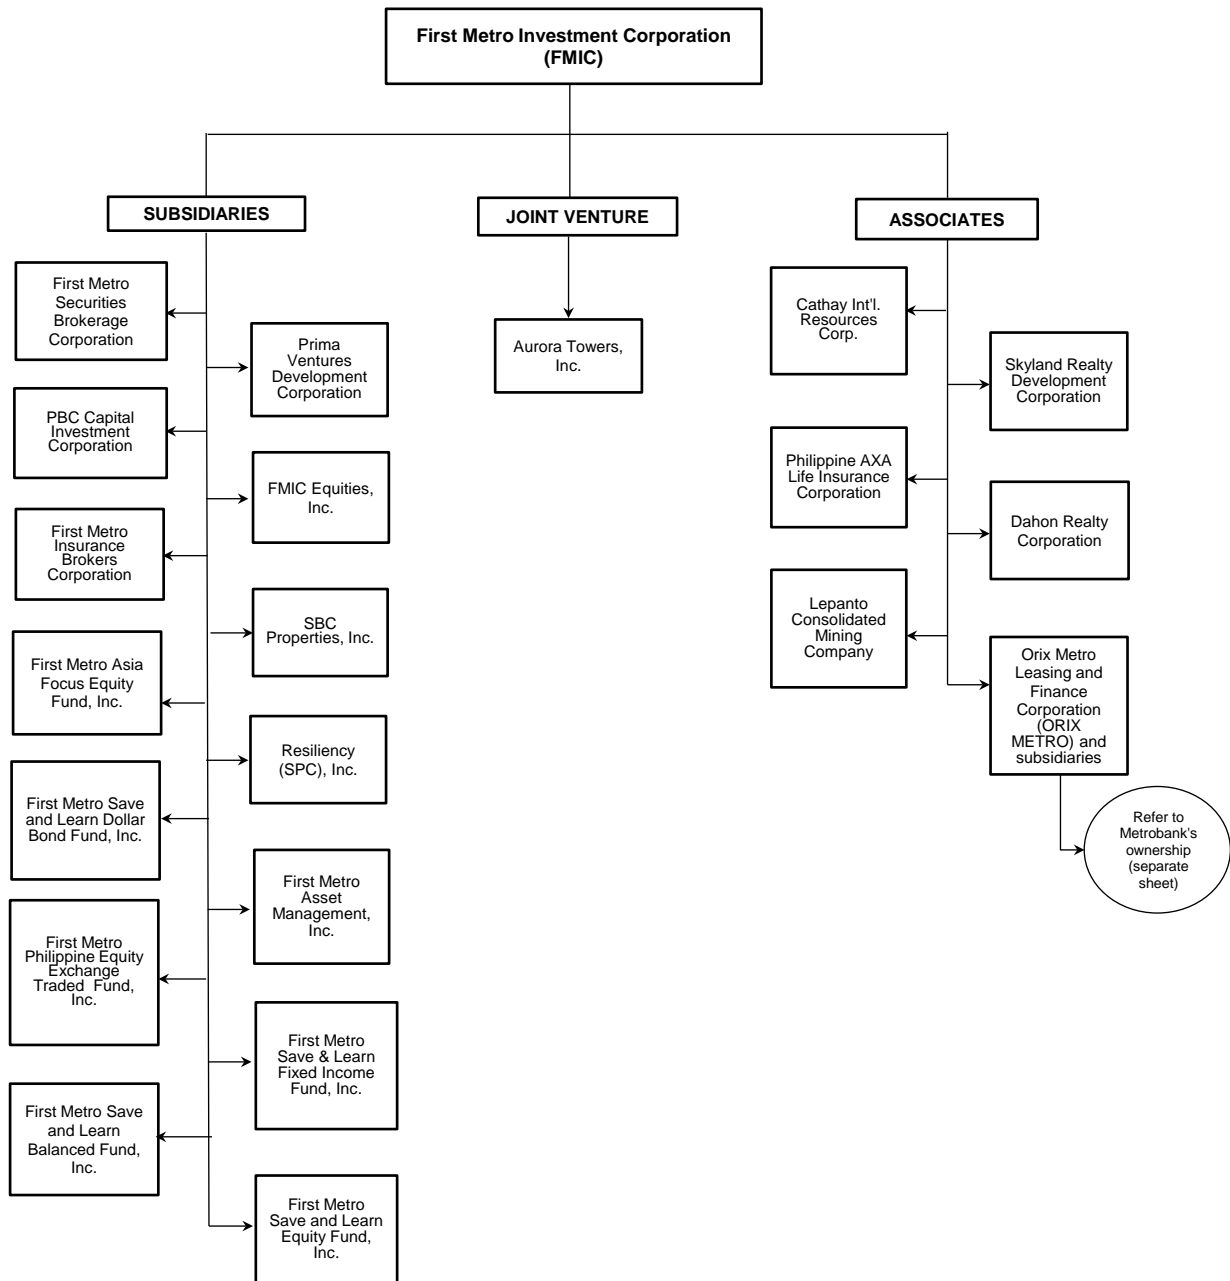 First Metro Investment Corporation
(FMIC)
SUBSIDIARIES
JOINT VENTURE
ASSOCIATES
First Metro
Securities
Brokerage
Corporation
Prima
Ventures
Development
Corporation
PBC Capital
Investment
Corporation
FMIC Equities,
Inc.
First Metro
Insurance
Brokers
Corporation
SBC
Properties, Inc.
First Metro Asia
Focus Equity
Fund, Inc.
Resiliency
(SPC), Inc.
First Metro Save
and Learn Dollar
Bond Fund, Inc.
First Metro
Asset
Management,
Inc.
First Metro
Philippine Equity
Exchange
Traded Fund,
Inc.
First Metro
Save & Learn
Fixed Income
Fund, Inc.
First Metro Save
and Learn
Balanced Fund,
Inc.
First Metro
Save and Learn
Equity Fund,
Inc.
Aurora Towers,
Inc.
Cathay Int'l.
Resources
Corp.
Skyland Realty
Development
Corporation
Philippine AXA
Life Insurance
Corporation
Dahon Realty
Corporation
Lepanto
Consolidated
Mining
Company
Orix Metro
Leasing and
Finance
Corporation
(ORIX
METRO) and
subsidiaries
Refer to
Metrobank's
ownership
(separate
sheet)